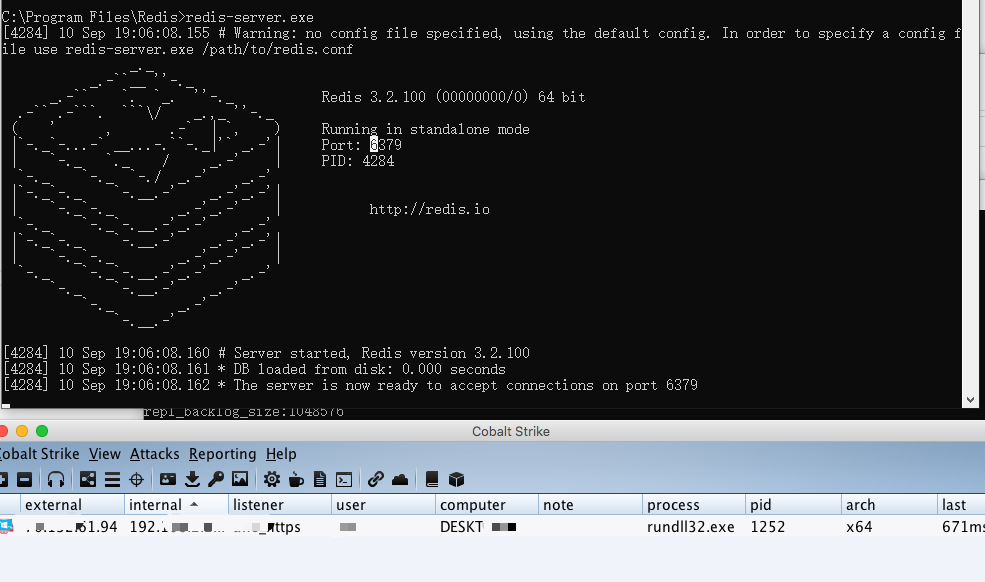 C:\Program Files\Redis>redis-server.exe
[4284] 10 Sep 19:06:08.155 # Warning: no config file specified, using the default config. In order to specify a config f
ile use redis-server.exe /path/to/redis.conf
Redis 3.2.100 (00000000/0) 64 bit
Running in standalone mode
Port: 6379
PID: 4284
http://redis.io
[4284] 10 Sep 19:06:08.160 # Server started, Redis version 3.2.100
[4284] 10 Sep 19:06:08.161 * DB loaded from disk: 0.000 seconds
[4284] 10 Sep 19:06:08.162 * The server is now ready to accept connections on port 6379
repl_backlog_size:1048576
Cobalt Strike
obalt Strike View Attacks Reporting Help
external internal listener user computer note process pid arch last
61.94 192. https DESKT rundll32.exe 1252 x64 671ms